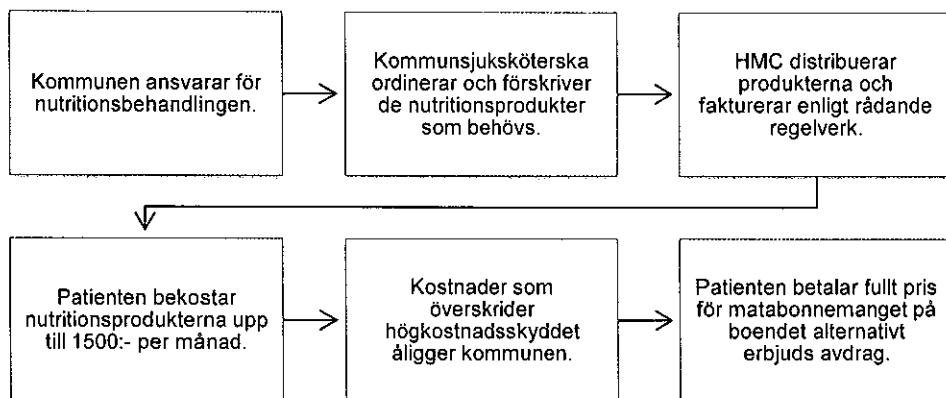 Kommunen ansvarar för
nutritionsbehandlingen.
Kommunsjuksköterska
ordinerar och förskriver
de nutritionsprodukter
som behövs.
HMC distribuerar
produkterna och
fakturerar enligt rådande
regelverk.
Patienten bekostar
nutritionsprodukterna upp
till 1500:- per månad.
Kostnader som
överskrider
högkostnadsskyddet
åligger kommunen.
Patienten betalar fullt pris
för matabonnemanget på
boendet alternativt
erbjuds avdrag.